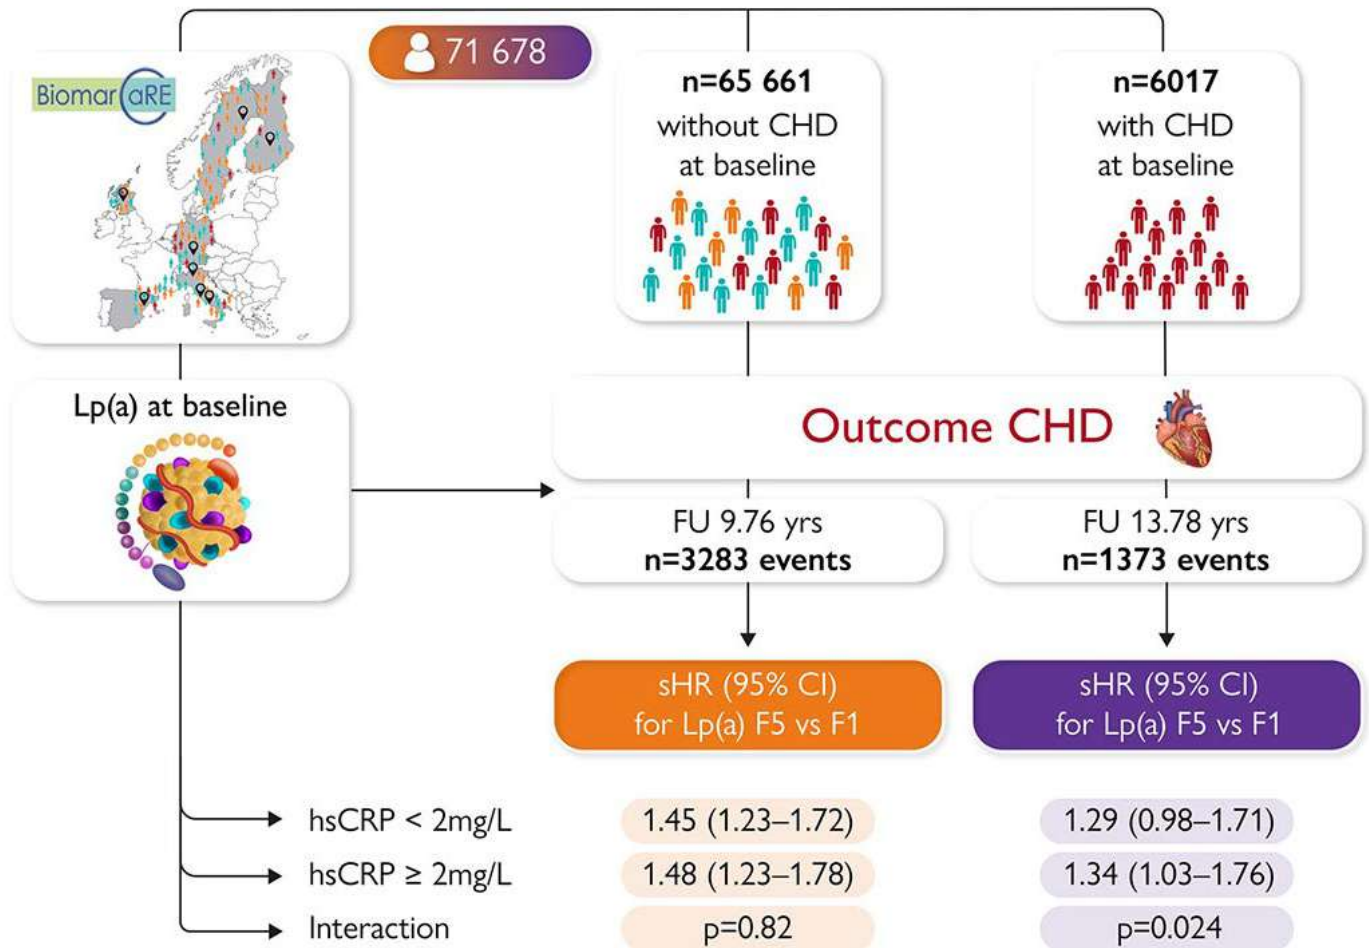 BiomarCaRE
71 678
n=65 661
without CHD
at baseline
n=6017
with CHD
at baseline
Lp(a) at baseline
Outcome CHD
FU 9.76 yrs
n=3283 events
FU 13.78 yrs
n=1373 events
sHR (95% CI)
for Lp(a) F5 vs F1
sHR (95% CI)
for Lp(a) F5 vs F1
hsCRP < 2mg/L
1.45 (1.23–1.72)
1.29 (0.98–1.71)
hsCRP ≥ 2mg/L
1.48 (1.23–1.78)
1.34 (1.03–1.76)
Interaction
p=0.82
p=0.024